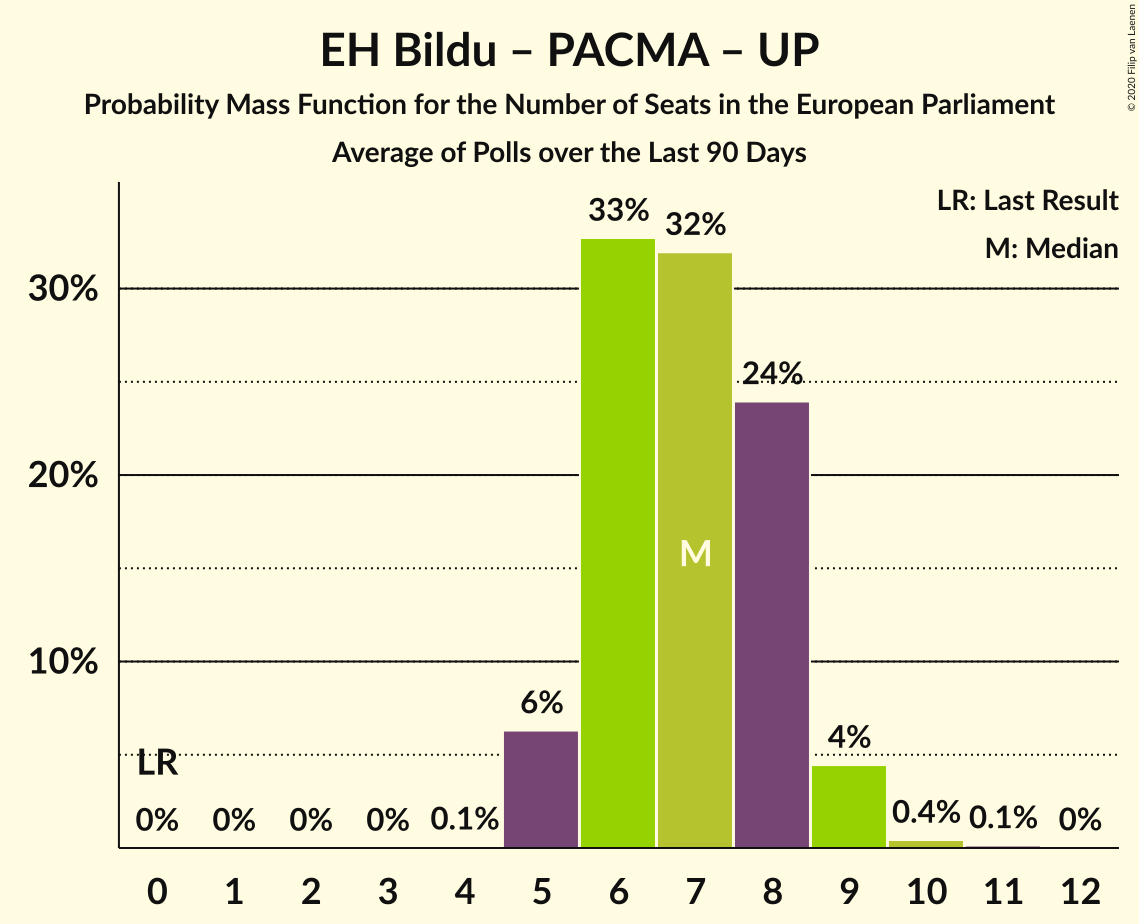 EH Bildu – PACMA – UP
Probability Mass Function for the Number of Seats in the European Parliament
Average of Polls over the Last 90 Days
© 2020 Filip van Laenen
LR: Last Result
M: Median
33%
32%
30%
24%
20%
M
10%
6%
4%
LR
0% 0% 0% 0% 0.1% 0.4% 0.1% 0%
0 1 2 3 4 5 6 7 8 9 10 11 12